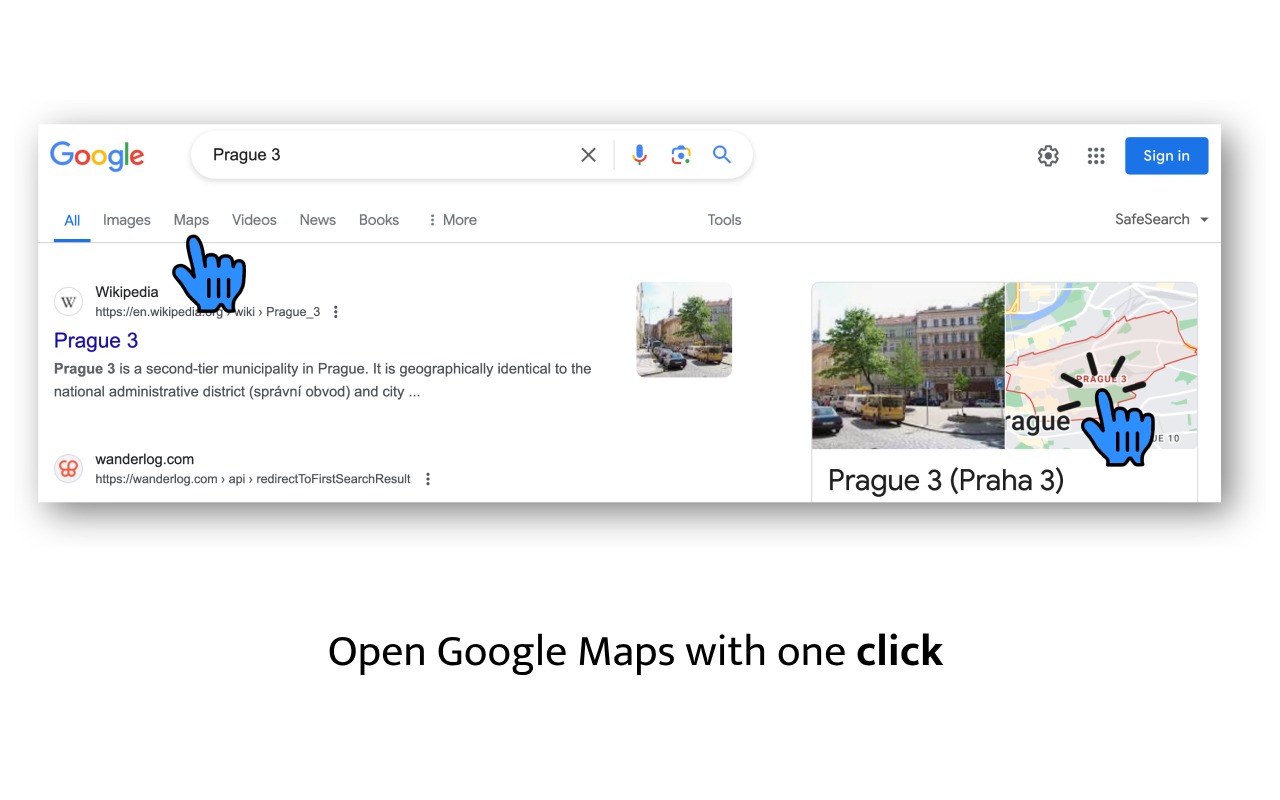 Google
Prague 3
Sign in
All Images Maps Videos News Books More Tools SafeSearch
W
Wikipedia
https://en.wikipedia.org › wiki › Prague_3
Prague 3
Prague 3 is a second-tier municipality in Prague. It is geographically identical to the
national administrative district (správní obvod) and city ...
wanderlog.com
https://wanderlog.com › api › redirectToFirstSearchResult
PRAGUE 3
rague
UE 10
Prague 3 (Praha 3)
Open Google Maps with one click